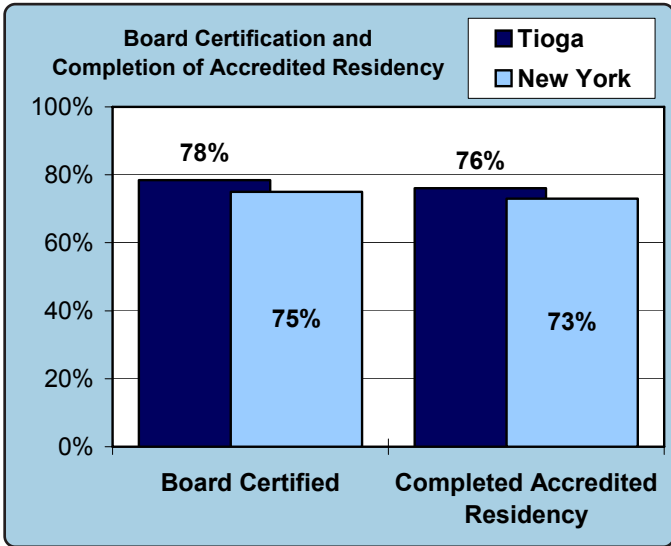 Board Certification and
Completion of Accredited Residency
Tioga
New York
100%
80%
60%
40%
20%
0%
78%
75%
76%
73%
Board Certified
Completed Accredited
Residency